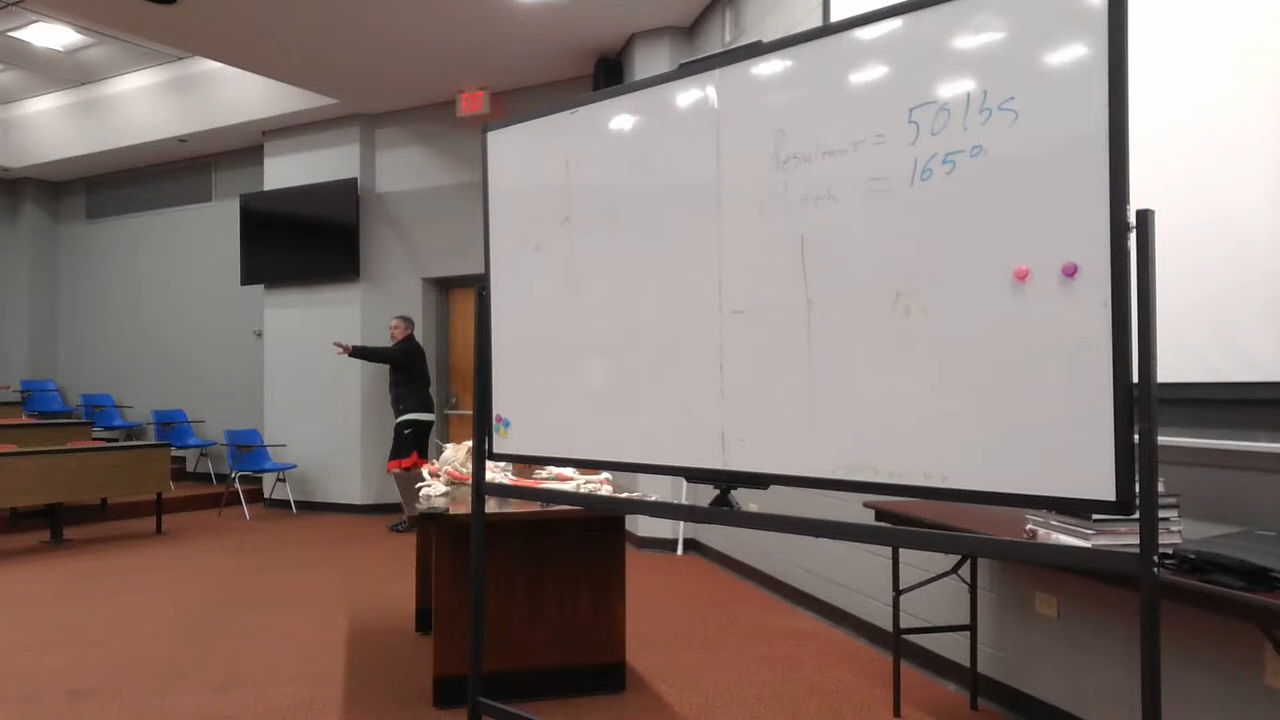 EXIT
Resultant = 50 lbs
= 165°